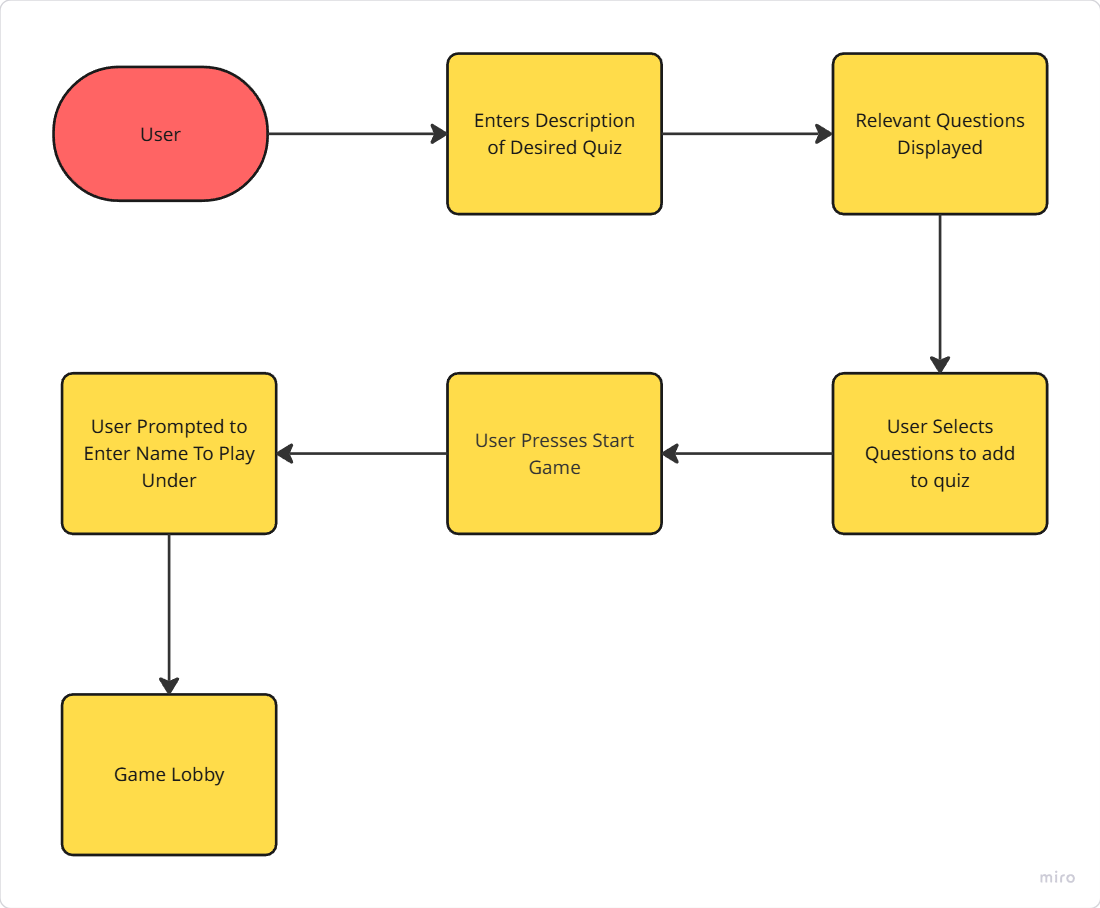 User
Enters Description
of Desired Quiz
Relevant Questions
Displayed
User Prompted to
Enter Name To Play
Under
User Presses Start
Game
User Selects
Questions to add
to quiz
Game Lobby
miro